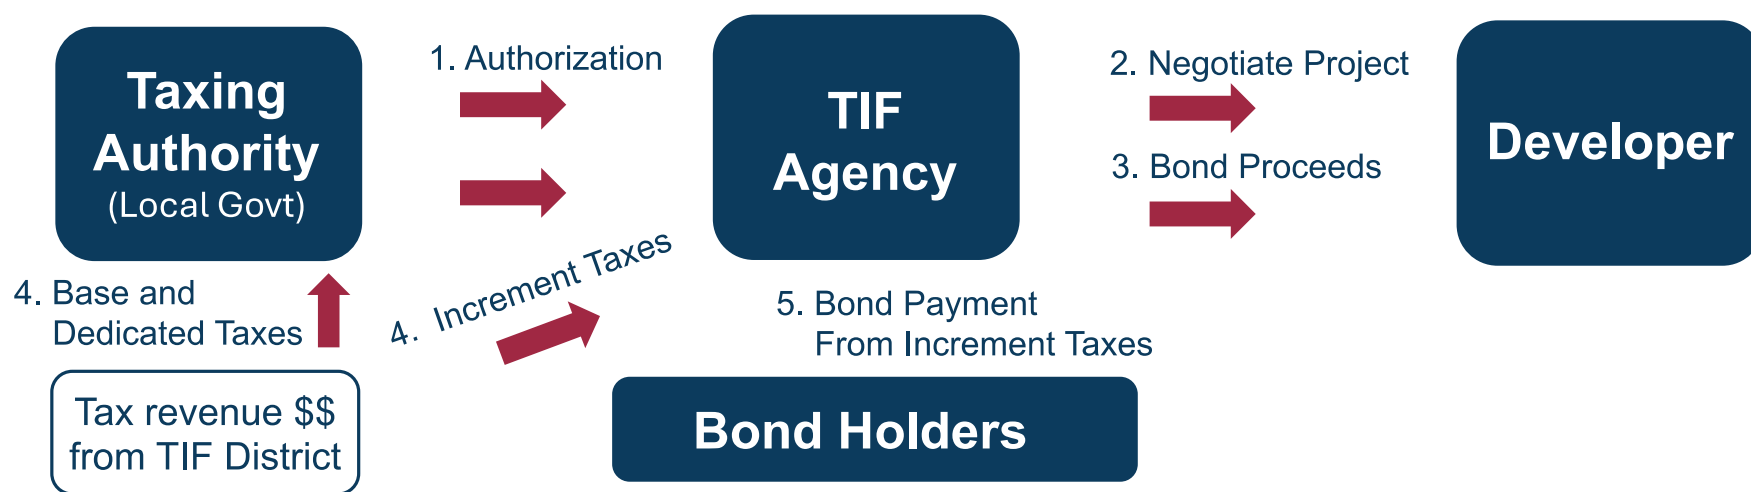 Taxing
Authority
(Local Govt)
1. Authorization
TIF
Agency
2. Negotiate Project
3. Bond Proceeds
Developer
4. Base and
Dedicated Taxes
4. Increment Taxes
5. Bond Payment
From Increment Taxes
Tax revenue $$
from TIF District
Bond Holders